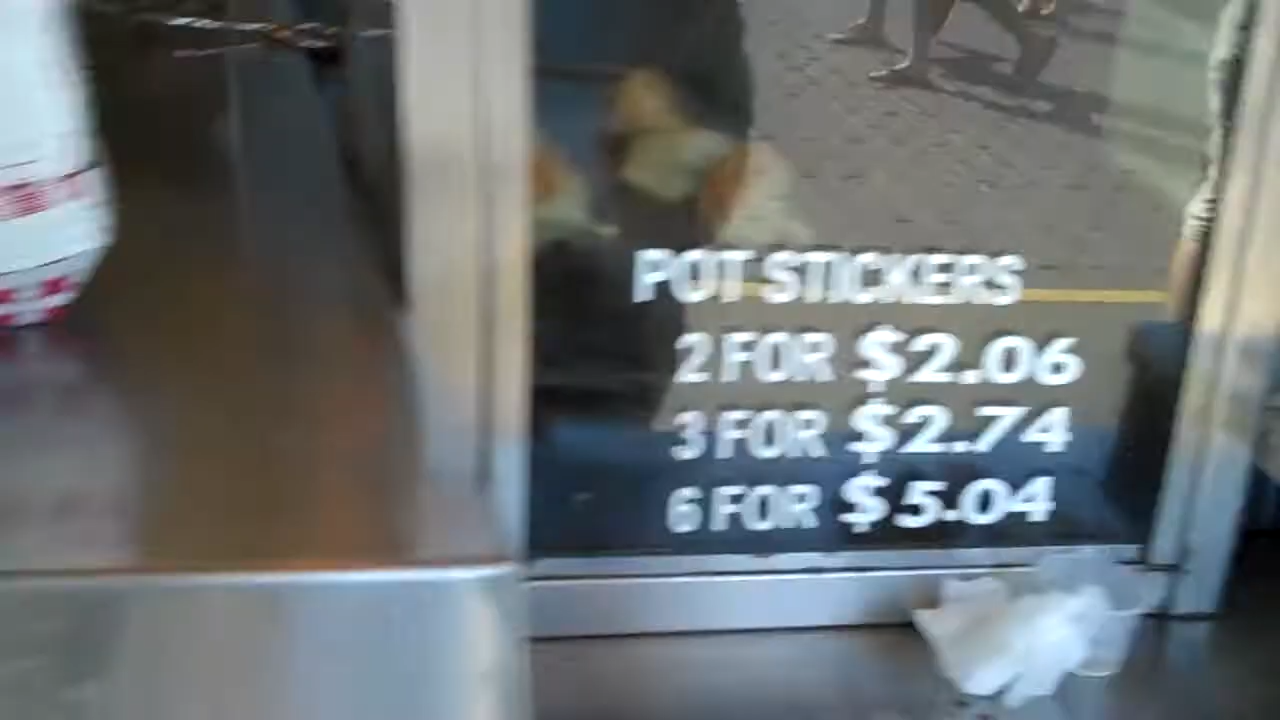 POT STICKERS
2 FOR $2.06
3 FOR $2.74
6 FOR $5.04